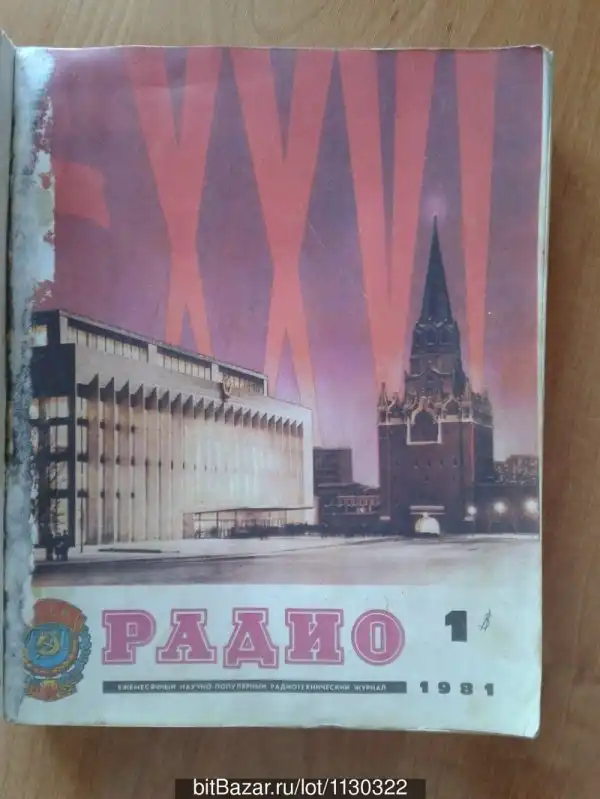 XXVI
РАДИО 1
ЕЖЕМЕСЯЧНЫЙ НАУЧНО-ПОПУЛЯРНЫЙ РАДИОТЕХНИЧЕСКИЙ ЖУРНАЛ 1981
bitBazar.ru/lot/1130322